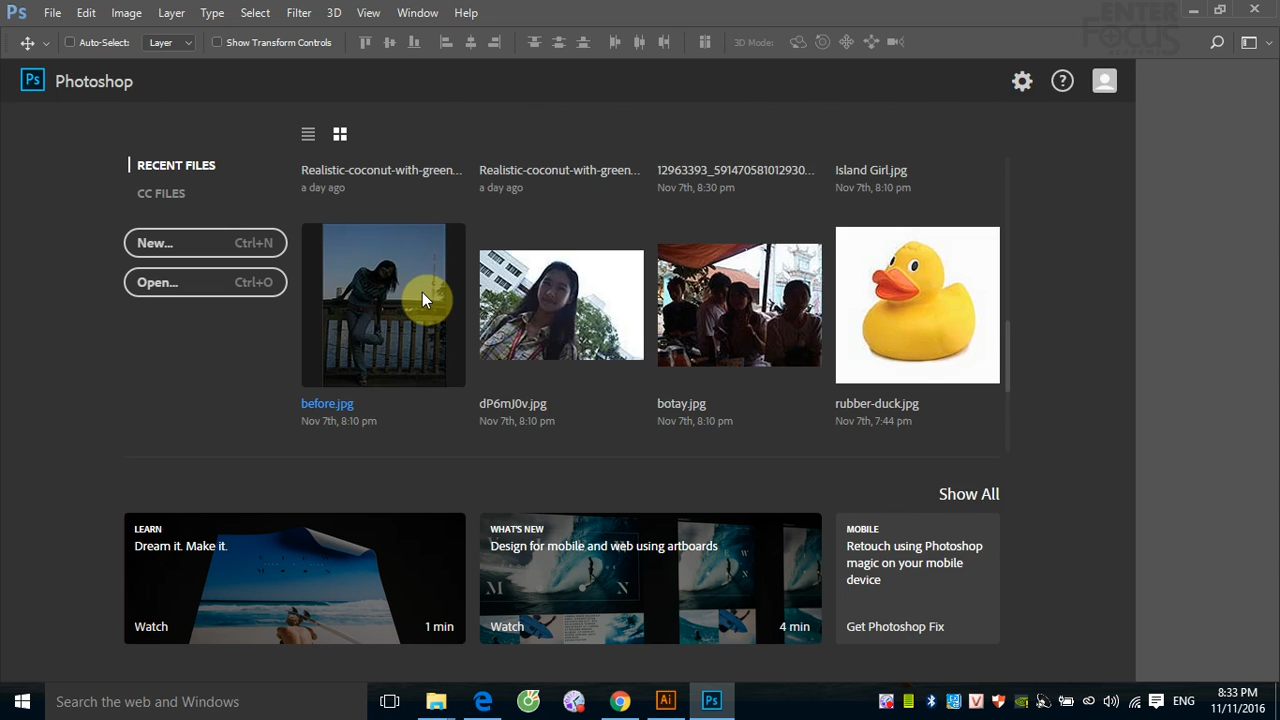 Ps File Edit Image Layer Type Select Filter 3D View Window Help
ENTER
FOCUS
Auto-Select: Layer Show Transform Controls 3D Mode:
Ps Photoshop
RECENT FILES
CC FILES
New... Ctrl+N
Open... Ctrl+O
Realistic-coconut-with-green...
a day ago
Realistic-coconut-with-green...
a day ago
12963393_591470581012930...
Nov 7th, 8:30 pm
Island Girl.jpg
Nov 7th, 8:10 pm
before.jpg
Nov 7th, 8:10 pm
dP6mJ0v.jpg
Nov 7th, 8:10 pm
botay.jpg
Nov 7th, 8:10 pm
rubber-duck.jpg
Nov 7th, 7:44 pm
Show All
LEARN
Dream it. Make it.
Watch 1 min
WHAT'S NEW
Design for mobile and web using artboards
Watch 4 min
MOBILE
Retouch using Photoshop
magic on your mobile
device
Get Photoshop Fix
Search the web and Windows
Ai
Ps
ENG
8:33 PM
11/11/2016